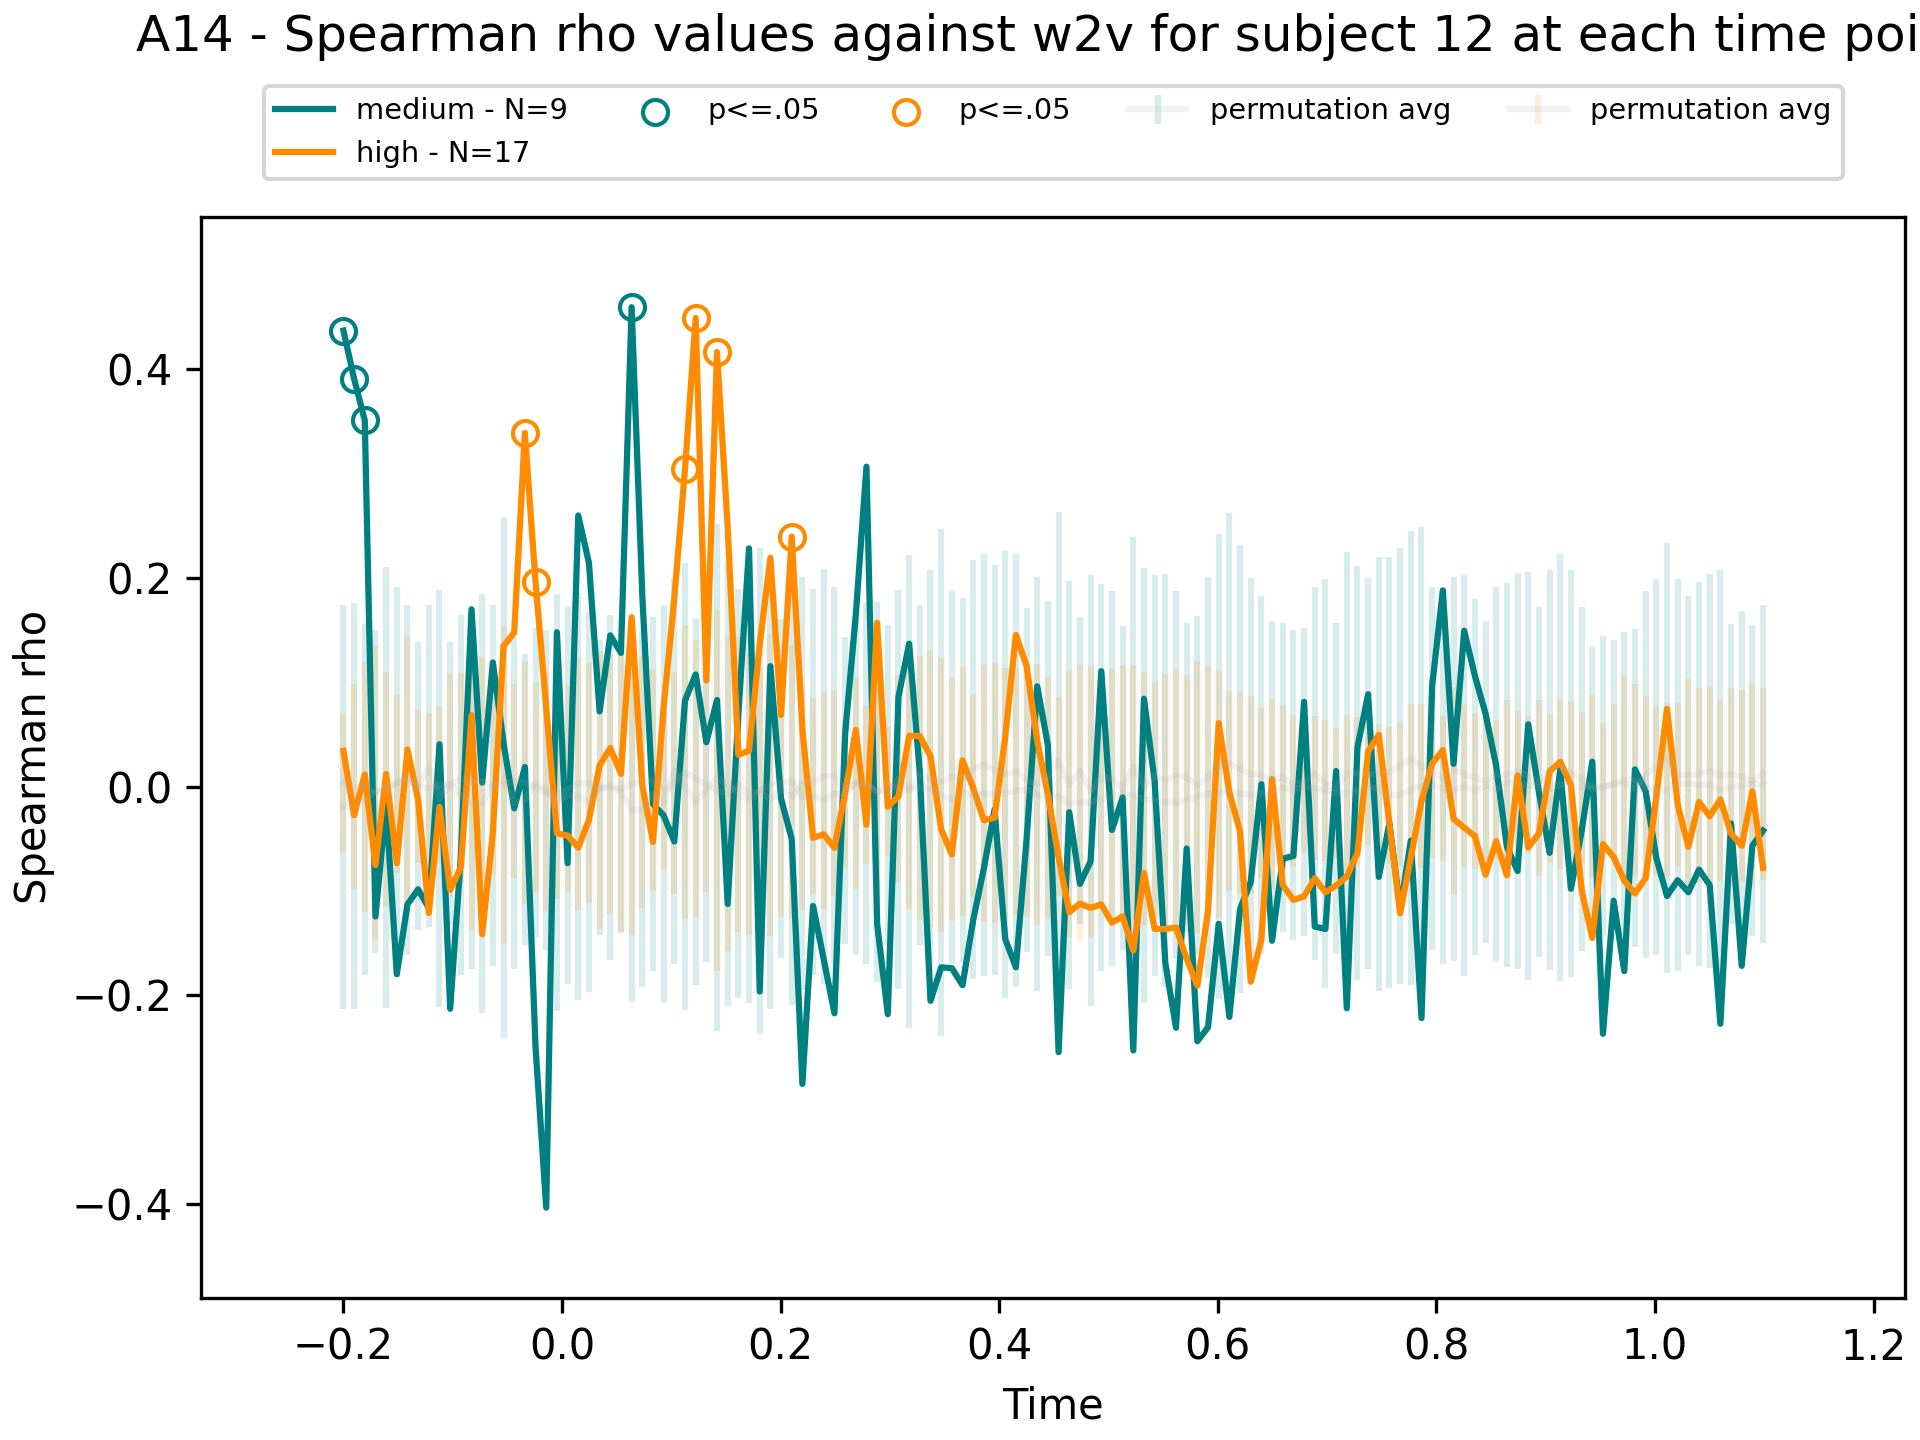 A14 - Spearman rho values against w2v for subject 12 at each time poi
medium - N=9
high - N=17
p<=.05
p<=.05
permutation avg
permutation avg
Spearman rho
0.4
0.2
0.0
−0.2
−0.4
−0.2 0.0 0.2 0.4 0.6 0.8 1.0 1.2
Time